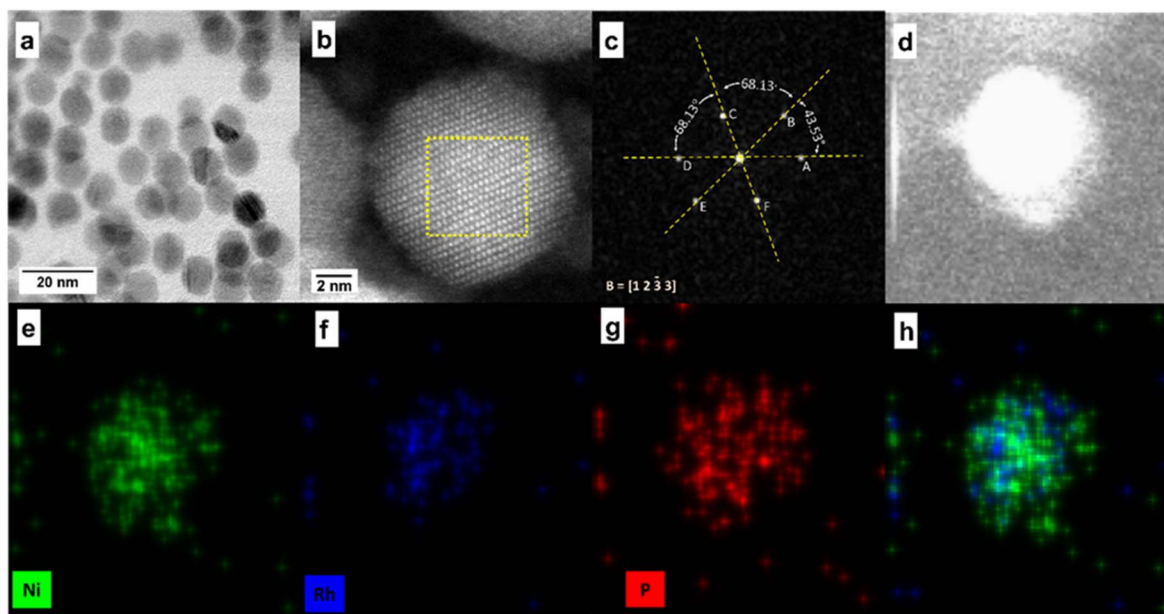 a
b
c
d
20 nm
2 nm
68.13°
68.13·
43.53°
A
B
C
D
E
F
B = [1 2 3̄ 3]
e
f
g
h
Ni
Rh
P